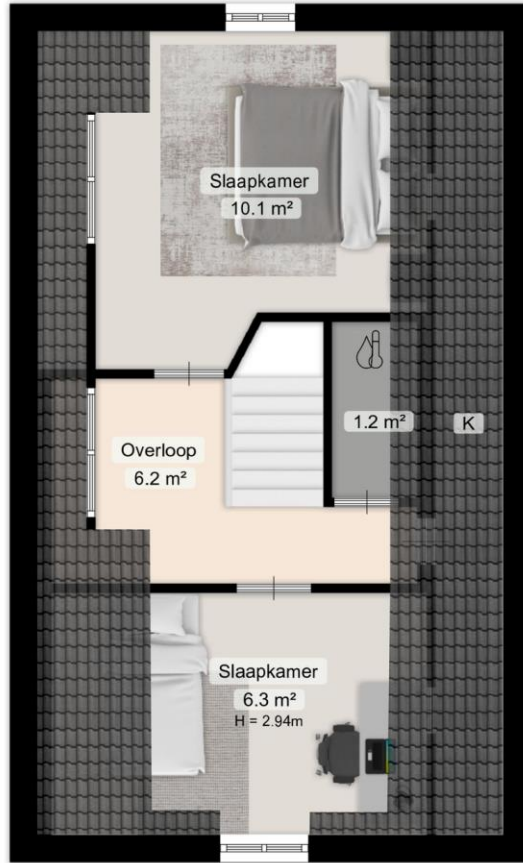 Slaapkamer
10.1 m²
1.2 m²
K
Overloop
6.2 m²
Slaapkamer
6.3 m²
H = 2.94m